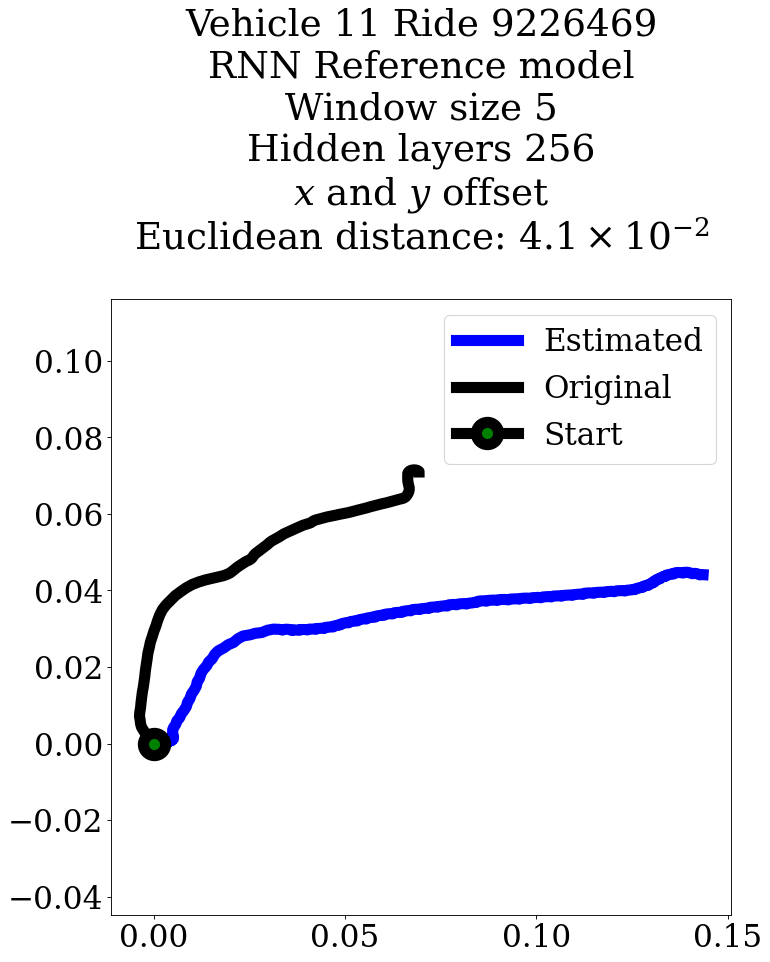 Vehicle 11 Ride 9226469
RNN Reference model
Window size 5
Hidden layers 256
x and y offset
Euclidean distance: 4.1 × 10⁻²
Estimated
Original
Start
0.10
0.08
0.06
0.04
0.02
0.00
−0.02
−0.04
0.00 0.05 0.10 0.15